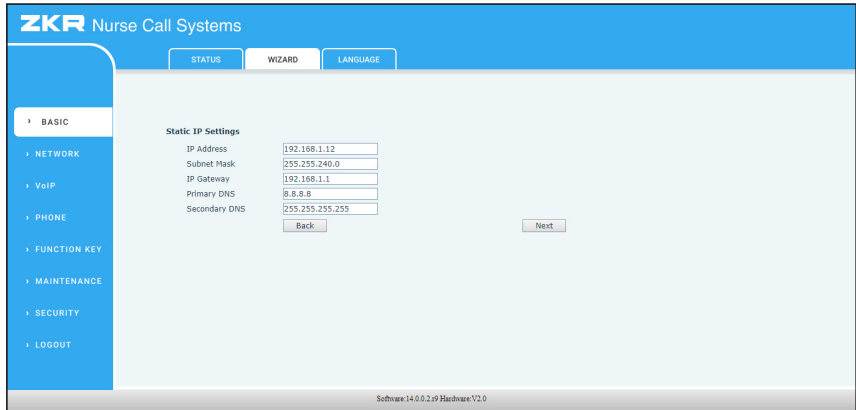 ZKR Nurse Call Systems
STATUS WIZARD LANGUAGE
› BASIC
› NETWORK
› VoIP
› PHONE
› FUNCTION KEY
› MAINTENANCE
› SECURITY
› LOGOUT
Static IP Settings
IP Address 192.168.1.12
Subnet Mask 255.255.240.0
IP Gateway 192.168.1.1
Primary DNS 8.8.8.8
Secondary DNS 255.255.255.255
Back Next
Software:14.0.0.2.r9 Hardware:V2.0